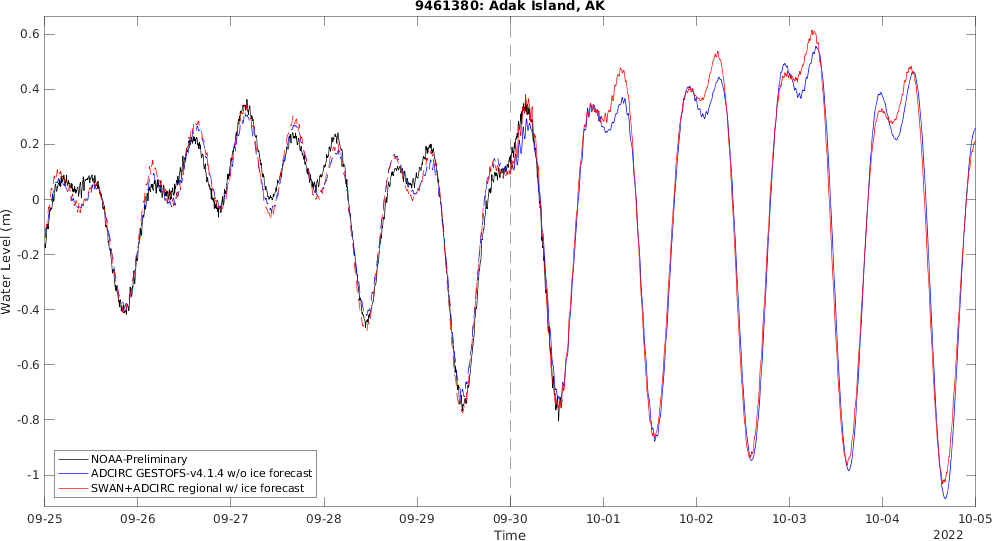 9461380: Adak Island, AK
0.6
0.4
0.2
0
-0.2
-0.4
-0.6
-0.8
-1
Water Level (m)
NOAA-Preliminary
ADCIRC GESTOFS-v4.1.4 w/o ice forecast
SWAN+ADCIRC regional w/ ice forecast
09-25 09-26 09-27 09-28 09-29 09-30 10-01 10-02 10-03 10-04 10-05
Time
2022